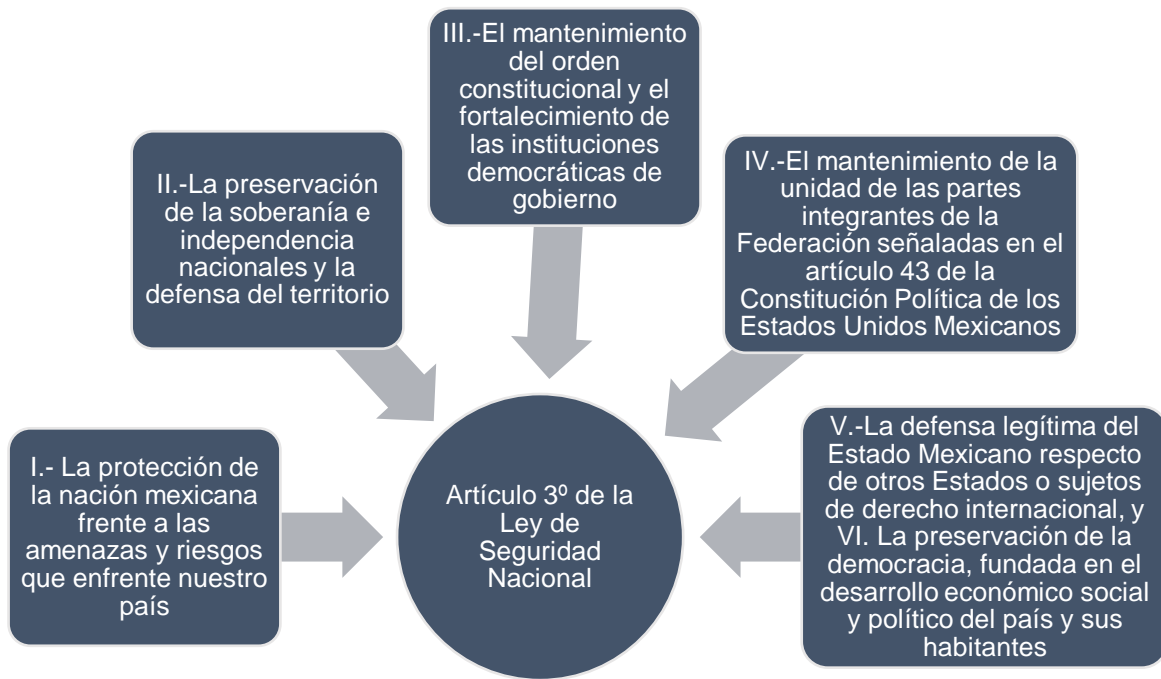 III.-El mantenimiento
del orden
constitucional y el
fortalecimiento de
las instituciones
democráticas de
gobierno
II.-La preservación
de la soberanía e
independencia
nacionales y la
defensa del territorio
IV.-El mantenimiento de la
unidad de las partes
integrantes de la
Federación señaladas en el
artículo 43 de la
Constitución Política de los
Estados Unidos Mexicanos
I.- La protección de
la nación mexicana
frente a las
amenazas y riesgos
que enfrente nuestro
país
Artículo 3º de la
Ley de
Seguridad
Nacional
V.-La defensa legítima del
Estado Mexicano respecto
de otros Estados o sujetos
de derecho internacional, y
VI. La preservación de la
democracia, fundada en el
desarrollo económico social
y político del país y sus
habitantes